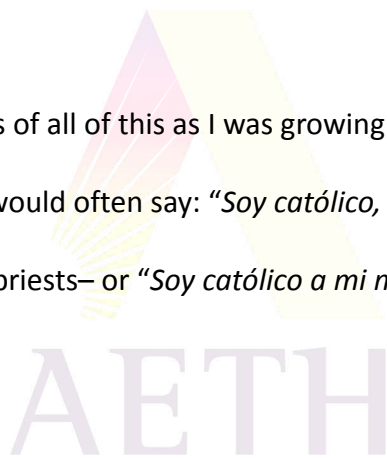 s of all of this as I was growing
would often say: “Soy católico,
priests– or “Soy católico a mi
AETH